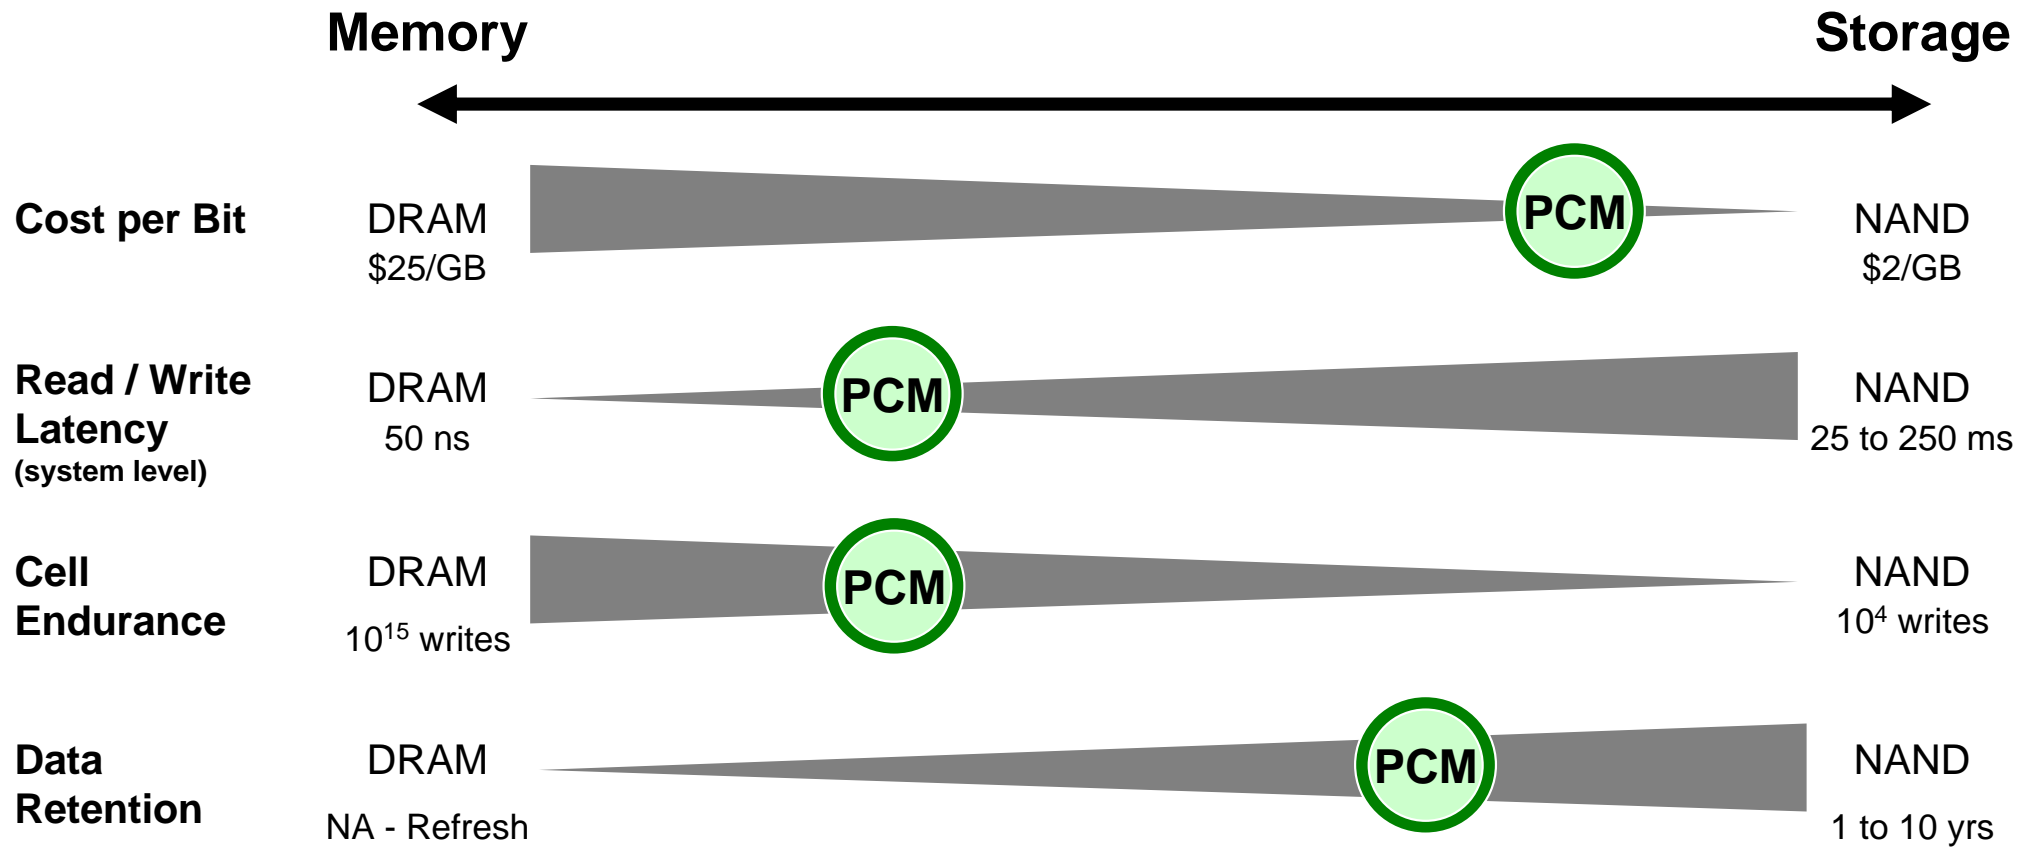 Memory
Storage
Cost per Bit
DRAM
$25/GB
PCM
NAND
$2/GB
Read / Write
Latency
(system level)
DRAM
50 ns
PCM
NAND
25 to 250 ms
Cell
Endurance
DRAM
10¹⁵ writes
PCM
NAND
10⁴ writes
Data
Retention
DRAM
NA - Refresh
PCM
NAND
1 to 10 yrs